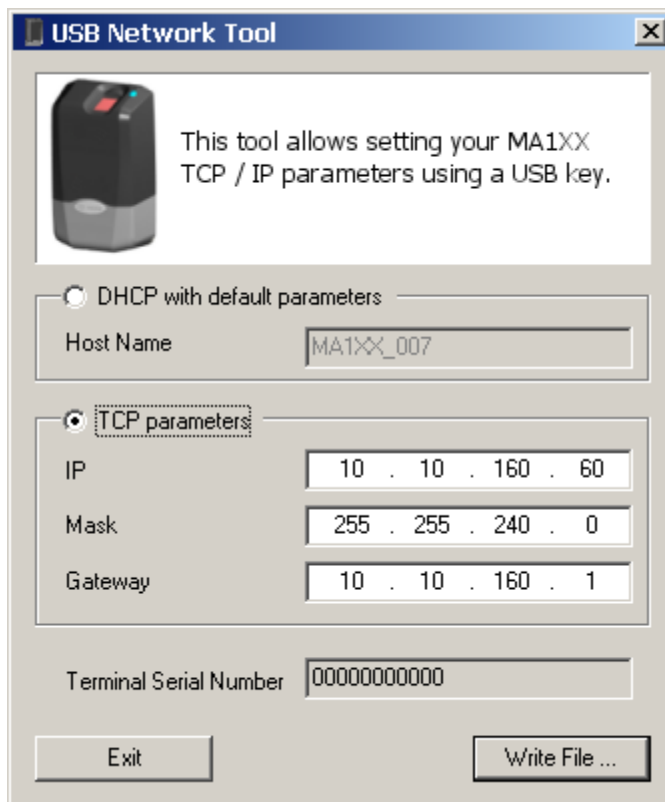 USB Network Tool
This tool allows setting your MA1XX
TCP / IP parameters using a USB key.
DHCP with default parameters
Host Name MA1XX_007
TCP parameters
IP 10 . 10 . 160 . 60
Mask 255 . 255 . 240 . 0
Gateway 10 . 10 . 160 . 1
Terminal Serial Number 00000000000
Exit Write File ...